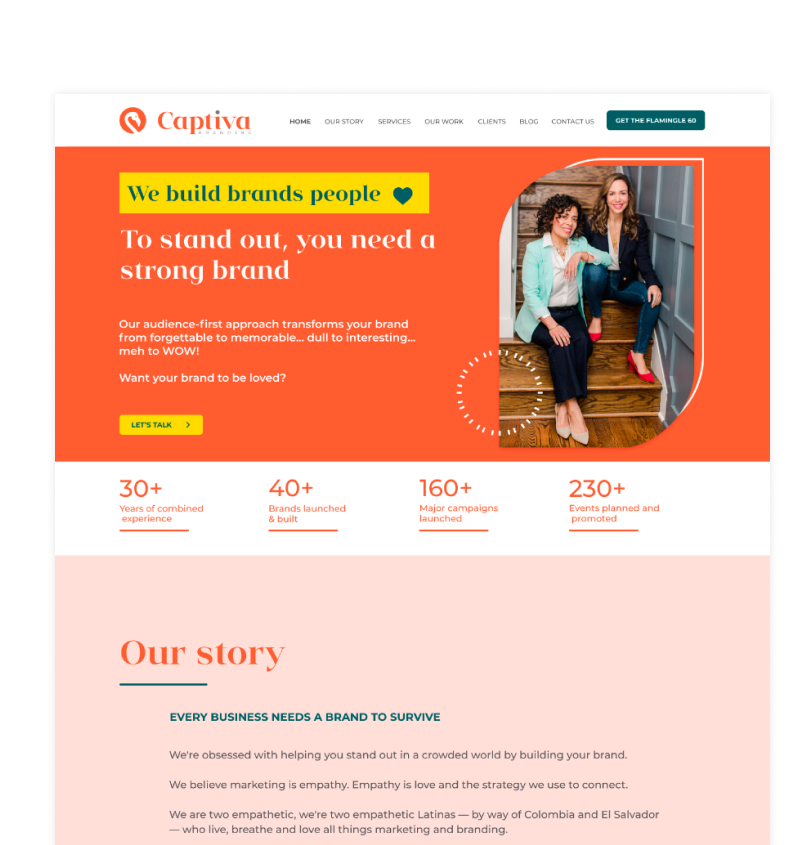 Captiva
BRANDING
HOME OUR STORY SERVICES OUR WORK CLIENTS BLOG CONTACT US GET THE FLAMINGLE 60
We build brands people
To stand out, you need a
strong brand
Our audience-first approach transforms your brand
from forgettable to memorable... dull to interesting...
meh to WOW!
Want your brand to be loved?
LET'S TALK >
30+
Years of combined
experience
40+
Brands launched
& built
160+
Major campaigns
launched
230+
Events planned and
promoted
Our story
EVERY BUSINESS NEEDS A BRAND TO SURVIVE
We're obsessed with helping you stand out in a crowded world by building your brand.
We believe marketing is empathy. Empathy is love and the strategy we use to connect.
We are two empathetic, we're two empathetic Latinas — by way of Colombia and El Salvador
— who live, breathe and love all things marketing and branding.